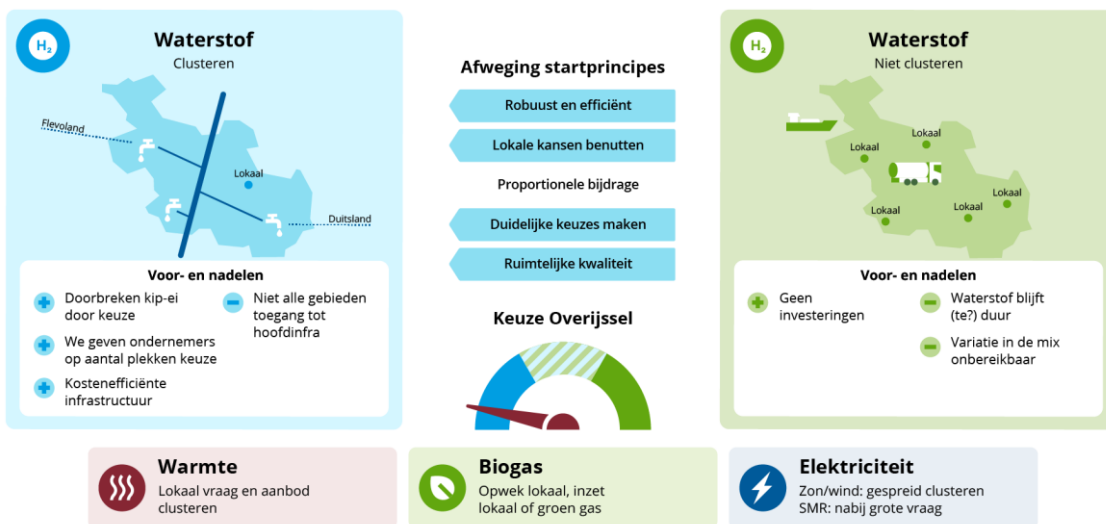 H₂
Waterstof
Clusteren
Flevoland
Lokaal
Duitsland
Voor- en nadelen
Doorbreken kip-ei
door keuze
We geven ondernemers
op aantal plekken keuze
Kostenefficiënte
infrastructuur
Niet alle gebieden
toegang tot
hoofdinfra
Afweging startprincipes
Robuust en efficiënt
Lokale kansen benutten
Proportionele bijdrage
Duidelijke keuzes maken
Ruimtelijke kwaliteit
Keuze Overijssel
H₂
Waterstof
Niet clusteren
Lokaal
Lokaal
Lokaal
Lokaal
Lokaal
Voor- en nadelen
Geen
investeringen
Waterstof blijft
(te?) duur
Variatie in de mix
onbereikbaar
Warmte
Lokaal vraag en aanbod
clusteren
Biogas
Opwek lokaal, inzet
lokaal of groen gas
Elektriciteit
Zon/wind: gespreid clusteren
SMR: nabij grote vraag